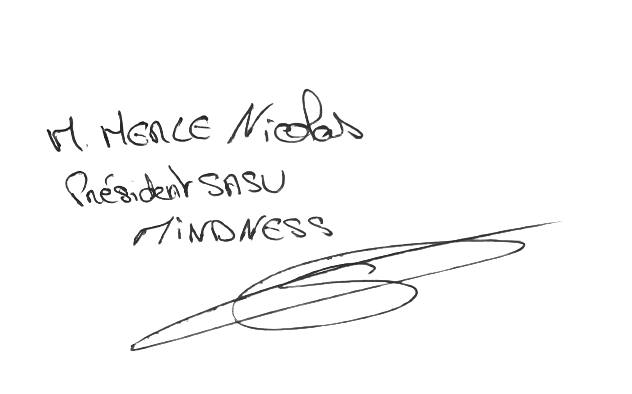 M. MERLE Nicolas
Président SASU
MINDNESS